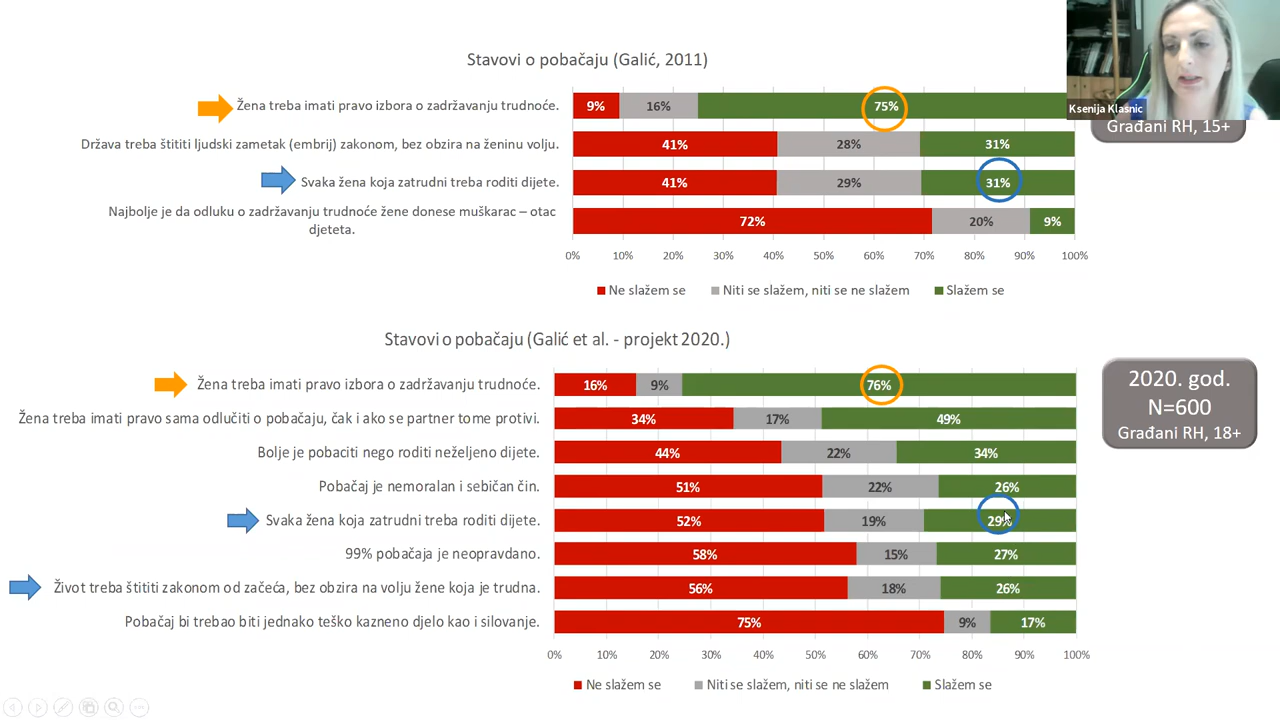 Stavovi o pobačaju (Galić, 2011)
Ksenija Klasnic
Građani RH, 15+
Žena treba imati pravo izbora o zadržavanju trudnoće. 9% 16% 75%
Država treba štititi ljudski zametak (embrij) zakonom, bez obzira na ženinu volju. 41% 28% 31%
Svaka žena koja zatrudni treba roditi dijete. 41% 29% 31%
Najbolje je da odluku o zadržavanju trudnoće žene donese muškarac – otac
djeteta. 72% 20% 9%
0% 10% 20% 30% 40% 50% 60% 70% 80% 90% 100%
Ne slažem se Niti se slažem, niti se ne slažem Slažem se
Stavovi o pobačaju (Galić et al. - projekt 2020.)
2020. god.
N=600
Građani RH, 18+
Žena treba imati pravo izbora o zadržavanju trudnoće. 16% 9% 76%
Žena treba imati pravo sama odlučiti o pobačaju, čak i ako se partner tome protivi. 34% 17% 49%
Bolje je pobaciti nego roditi neželjeno dijete. 44% 22% 34%
Pobačaj je nemoralan i sebičan čin. 51% 22% 26%
Svaka žena koja zatrudni treba roditi dijete. 52% 19% 29%
99% pobačaja je neopravdano. 58% 15% 27%
Život treba štititi zakonom od začeća, bez obzira na volju žene koja je trudna. 56% 18% 26%
Pobačaj bi trebao biti jednako teško kazneno djelo kao i silovanje. 75% 9% 17%
0% 10% 20% 30% 40% 50% 60% 70% 80% 90% 100%
Ne slažem se Niti se slažem, niti se ne slažem Slažem se